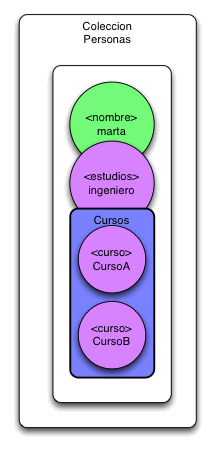 Coleccion
Personas
<nombre>
marta
<estudios>
ingeniero
Cursos
<curso>
CursoA
<curso>
CursoB